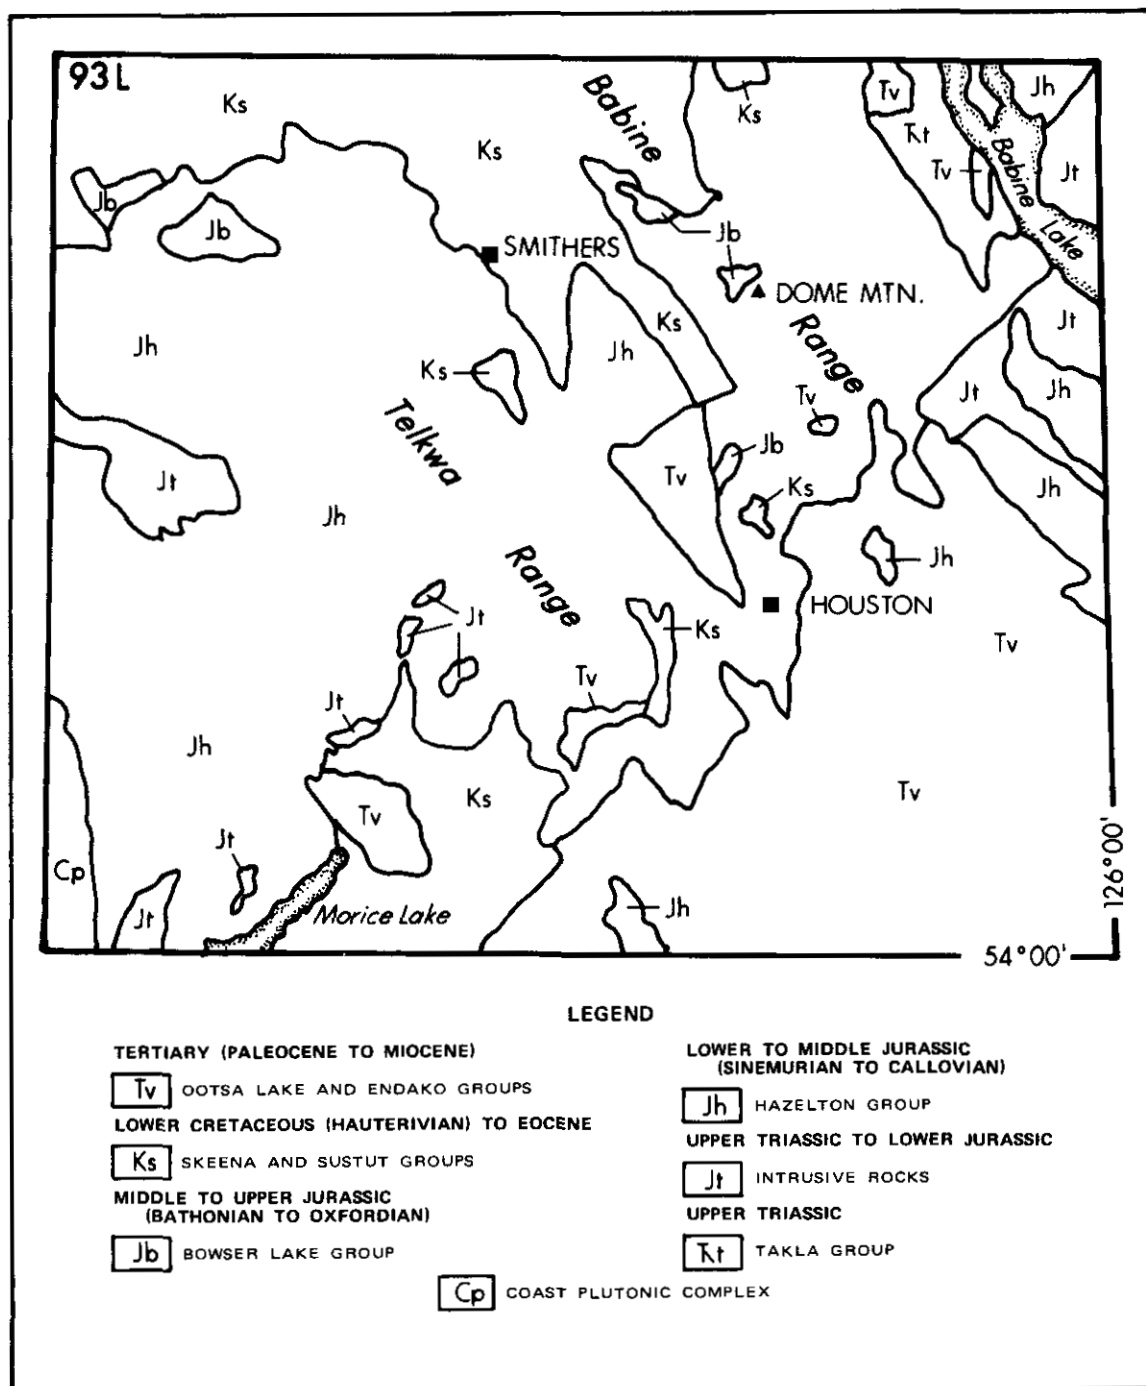 93L
Ks
Babine
Ks
Tv
Jh
Ƭt
Babine
Lake
Ks
Tv
Jt
Jb
Jb
Jb
SMITHERS
DOME MTN.
Ks
Range
Jt
Jh
Jh
Ks
Jt
Jh
Tv
Telkwa
Jb
Tv
Jt
Ks
Jh
Jh
Range
Jh
HOUSTON
Jt
Ks
Tv
Tv
Jt
Jh
Ks
Tv
Tv
Jt
Cp
Jt
Morice Lake
Jh
126°00'
54°00'
LEGEND
TERTIARY (PALEOCENE TO MIOCENE)
Tv OOTSA LAKE AND ENDAKO GROUPS
LOWER CRETACEOUS (HAUTERIVIAN) TO EOCENE
Ks SKEENA AND SUSTUT GROUPS
MIDDLE TO UPPER JURASSIC
(BATHONIAN TO OXFORDIAN)
Jb BOWSER LAKE GROUP
LOWER TO MIDDLE JURASSIC
(SINEMURIAN TO CALLOVIAN)
Jh HAZELTON GROUP
UPPER TRIASSIC TO LOWER JURASSIC
Jt INTRUSIVE ROCKS
UPPER TRIASSIC
Ƭt TAKLA GROUP
Cp COAST PLUTONIC COMPLEX